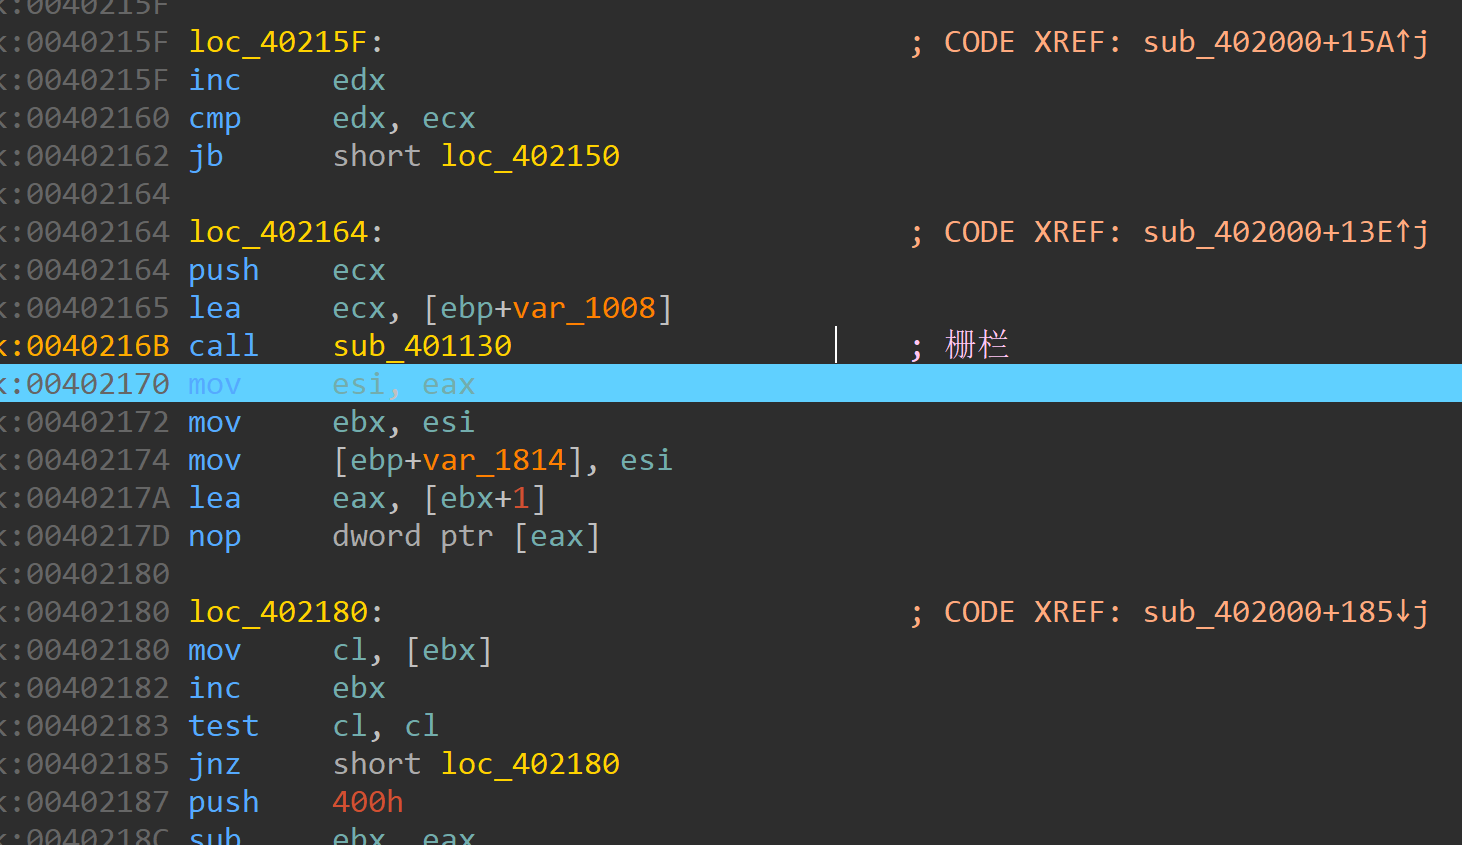 k:0040215F
k:0040215F loc_40215F: ; CODE XREF: sub_402000+15A↑j
k:0040215F inc edx
k:00402160 cmp edx, ecx
k:00402162 jb short loc_402150
k:00402164
k:00402164 loc_402164: ; CODE XREF: sub_402000+13E↑j
k:00402164 push ecx
k:00402165 lea ecx, [ebp+var_1008]
k:0040216B call sub_401130 ; 栅栏
k:00402170 mov esi, eax
k:00402172 mov ebx, esi
k:00402174 mov [ebp+var_1814], esi
k:0040217A lea eax, [ebx+1]
k:0040217D nop dword ptr [eax]
k:00402180
k:00402180 loc_402180: ; CODE XREF: sub_402000+185↓j
k:00402180 mov cl, [ebx]
k:00402182 inc ebx
k:00402183 test cl, cl
k:00402185 jnz short loc_402180
k:00402187 push 400h
k:0040218C sub ebx, eax